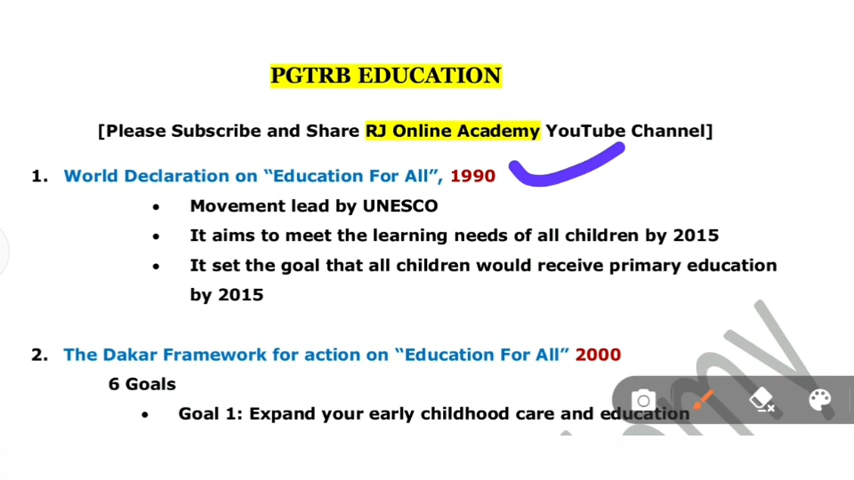 PGTRB EDUCATION
[Please Subscribe and Share RJ Online Academy YouTube Channel]
1. World Declaration on “Education For All”, 1990
• Movement lead by UNESCO
• It aims to meet the learning needs of all children by 2015
• It set the goal that all children would receive primary education
by 2015
2. The Dakar Framework for action on “Education For All” 2000
6 Goals
• Goal 1: Expand your early childhood care and education